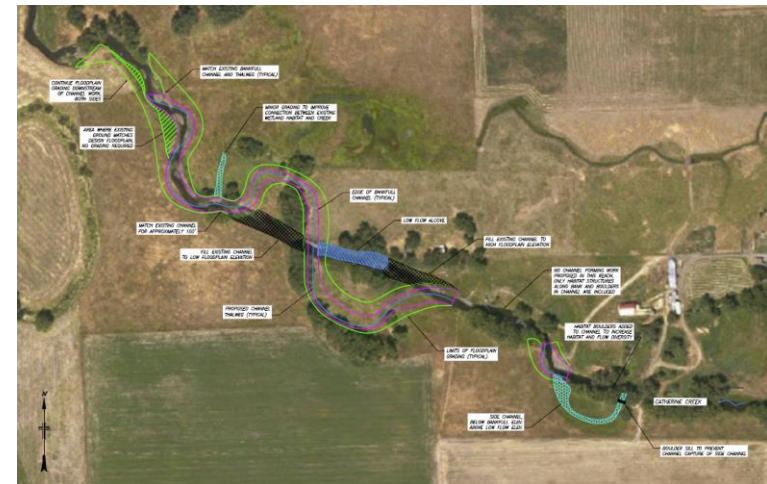 MATCH EXISTING BANKFULL
CHANNEL AND THALWEG (TYPICAL)
CONTINUE FLOODPLAIN
GRADING DOWNSTREAM
OF CHANNEL WORK,
BOTH SIDES
MINOR GRADING TO IMPROVE
CONNECTION BETWEEN EXISTING
WETLAND HABITAT AND CREEK
AREA WHERE EXISTING
GROUND MATCHES
DESIGN FLOODPLAIN,
NO GRADING REQUIRED
EDGE OF BANKFULL
CHANNEL (TYPICAL)
LOW FLOW ALCOVE
MATCH EXISTING CHANNEL
FOR APPROXIMATELY 100'
FILL EXISTING CHANNEL TO
HIGH FLOODPLAIN ELEVATION
FILL EXISTING CHANNEL
TO LOW FLOODPLAIN ELEVATION
NO CHANNEL FORMING WORK
PROPOSED IN THIS REACH,
ONLY HABITAT STRUCTURES
ALONG BANK AND BOULDERS
IN CHANNEL ARE INCLUDED
PROPOSED CHANNEL
THALWEG (TYPICAL)
HABITAT BOULDERS ADDED
TO CHANNEL TO INCREASE
HABITAT AND FLOW DIVERSITY
LIMITS OF FLOODPLAIN
GRADING (TYPICAL)
CATHERINE CREEK
SIDE CHANNEL,
BELOW BANKFULL ELEV.
ABOVE LOW FLOW ELEV.
BOULDER SILL TO PREVENT
CHANNEL CAPTURE OF SIDE CHANNEL
N